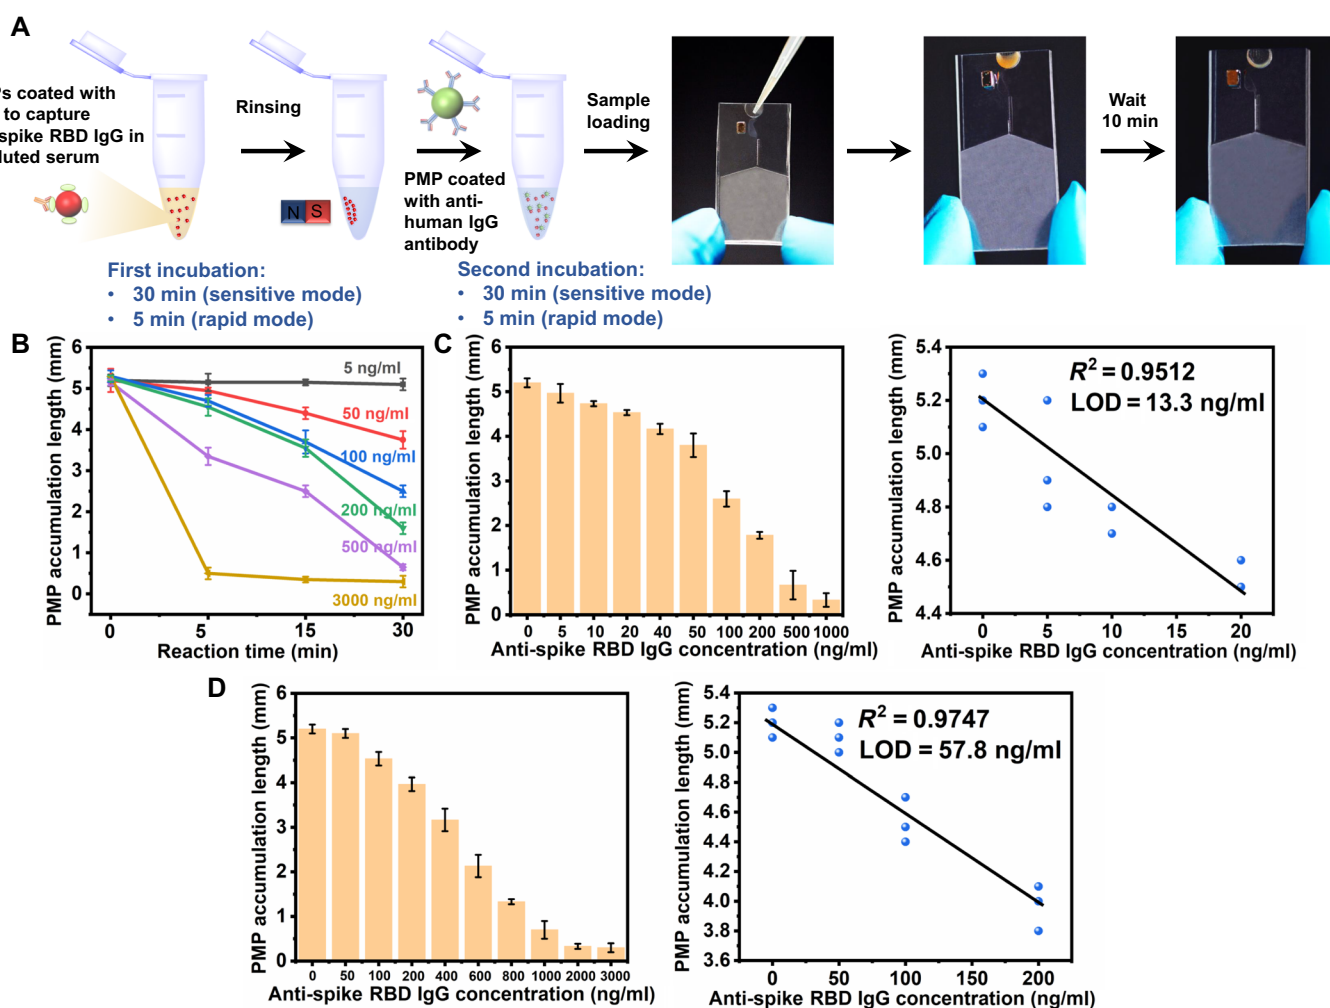 A
Ps coated with
to capture
spike RBD IgG in
luted serum
Rinsing
N S
PMP coated
with anti-
human IgG
antibody
Sample
loading
Wait
10 min
First incubation:
• 30 min (sensitive mode)
• 5 min (rapid mode)
Second incubation:
• 30 min (sensitive mode)
• 5 min (rapid mode)
B
PMP accumulation length (mm)
6
5
4
3
2
1
0
5 ng/ml
50 ng/ml
100 ng/ml
200 ng/ml
500 ng/ml
3000 ng/ml
0 5 15 30
Reaction time (min)
C
PMP accumulation length (mm)
6
5
4
3
2
1
0
0 5 10 20 40 50 100 200 500 1000
Anti-spike RBD IgG concentration (ng/ml)
PMP accumulation length (mm)
5.4
5.2
5.0
4.8
4.6
4.4
R² = 0.9512
LOD = 13.3 ng/ml
0 5 10 15 20
Anti-spike RBD IgG concentration (ng/ml)
D
PMP accumulation length (mm)
6
5
4
3
2
1
0
0 50 100 200 400 600 800 1000 2000 3000
Anti-spike RBD IgG concentration (ng/ml)
PMP accumulation length (mm)
5.4
5.2
5.0
4.8
4.6
4.4
4.2
4.0
3.8
3.6
R² = 0.9747
LOD = 57.8 ng/ml
0 50 100 150 200
Anti-spike RBD IgG concentration (ng/ml)